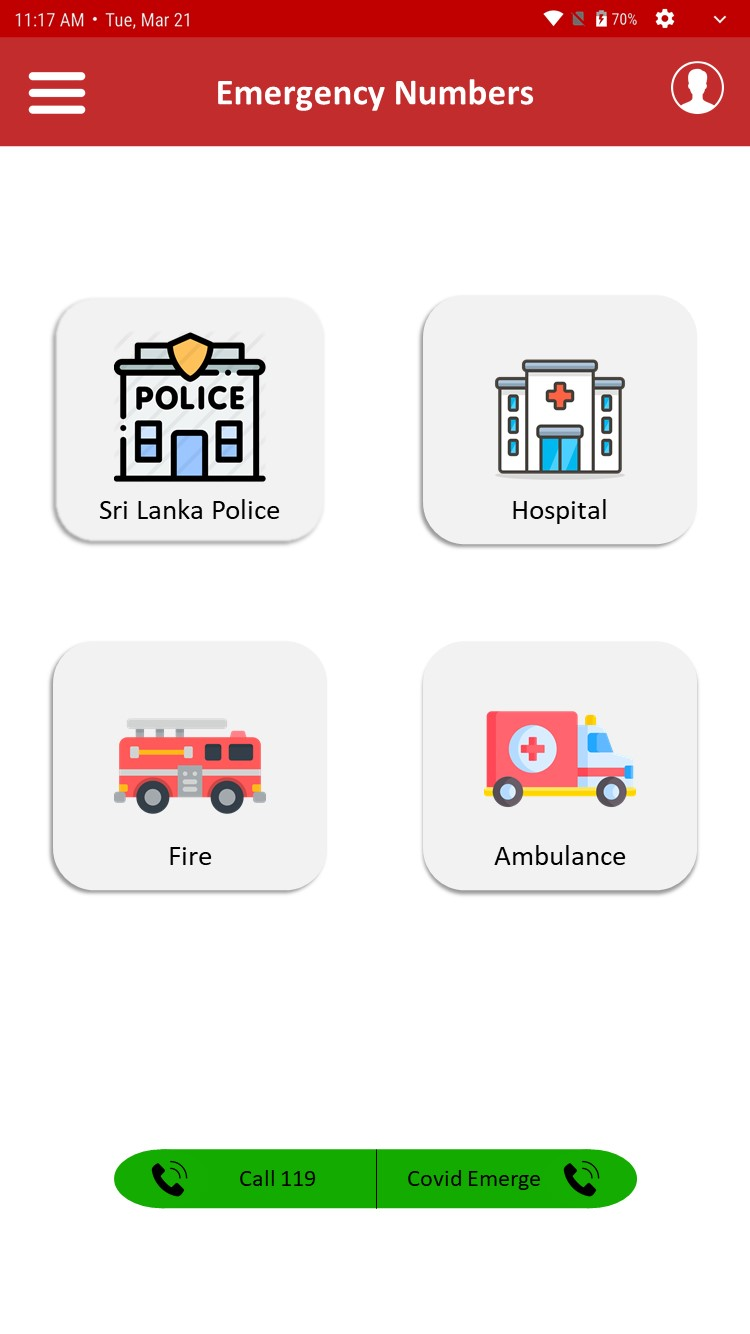 11:17 AM • Tue, Mar 21
70%
Emergency Numbers
POLICE
Sri Lanka Police
Hospital
Fire
Ambulance
Call 119
Covid Emerge